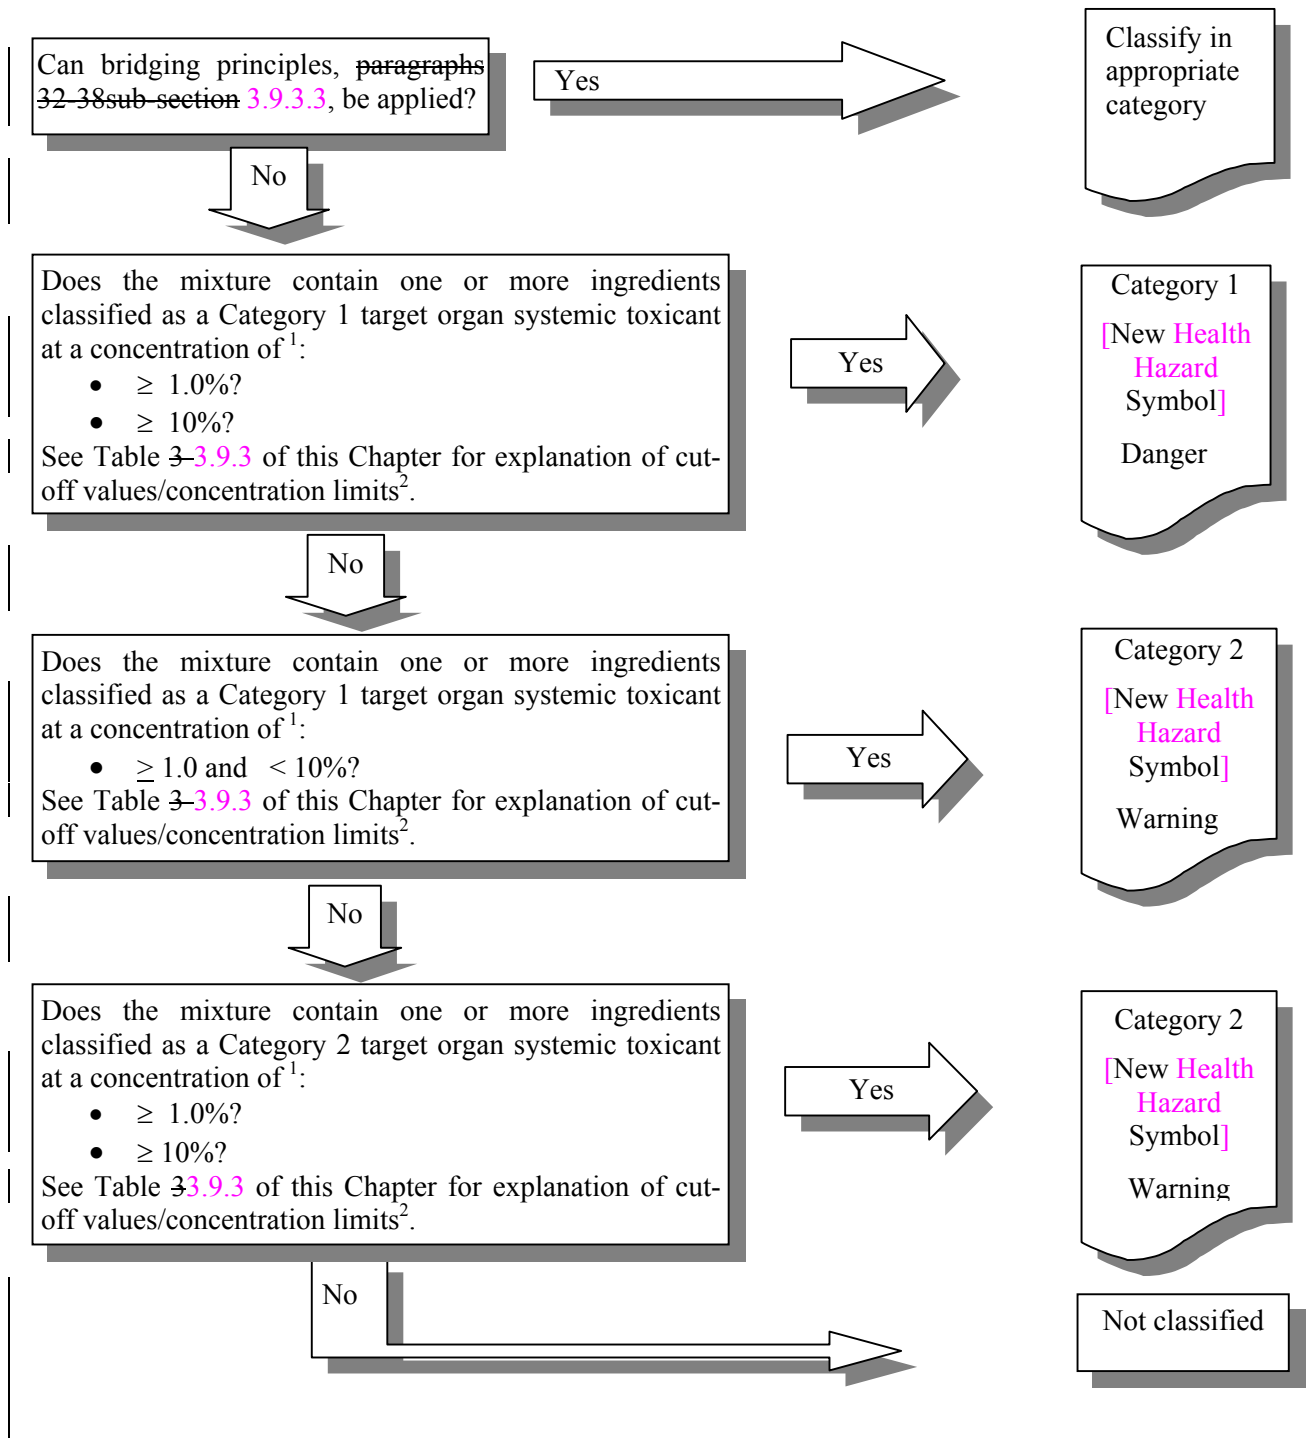 Can bridging principles, paragraphs
32-38sub-section 3.9.3.3, be applied?
Yes
Classify in
appropriate
category
No
Does the mixture contain one or more ingredients
classified as a Category 1 target organ systemic toxicant
at a concentration of 1:
• ≥ 1.0%?
• ≥ 10%?
See Table 3 3.9.3 of this Chapter for explanation of cut-
off values/concentration limits2.
Yes
Category 1
[New Health
Hazard
Symbol]
Danger
No
Does the mixture contain one or more ingredients
classified as a Category 1 target organ systemic toxicant
at a concentration of 1:
• ≥ 1.0 and < 10%?
See Table 3 3.9.3 of this Chapter for explanation of cut-
off values/concentration limits2.
Yes
Category 2
[New Health
Hazard
Symbol]
Warning
No
Does the mixture contain one or more ingredients
classified as a Category 2 target organ systemic toxicant
at a concentration of 1:
• ≥ 1.0%?
• ≥ 10%?
See Table 33.9.3 of this Chapter for explanation of cut-
off values/concentration limits2.
Yes
Category 2
[New Health
Hazard
Symbol]
Warning
No
Not classified